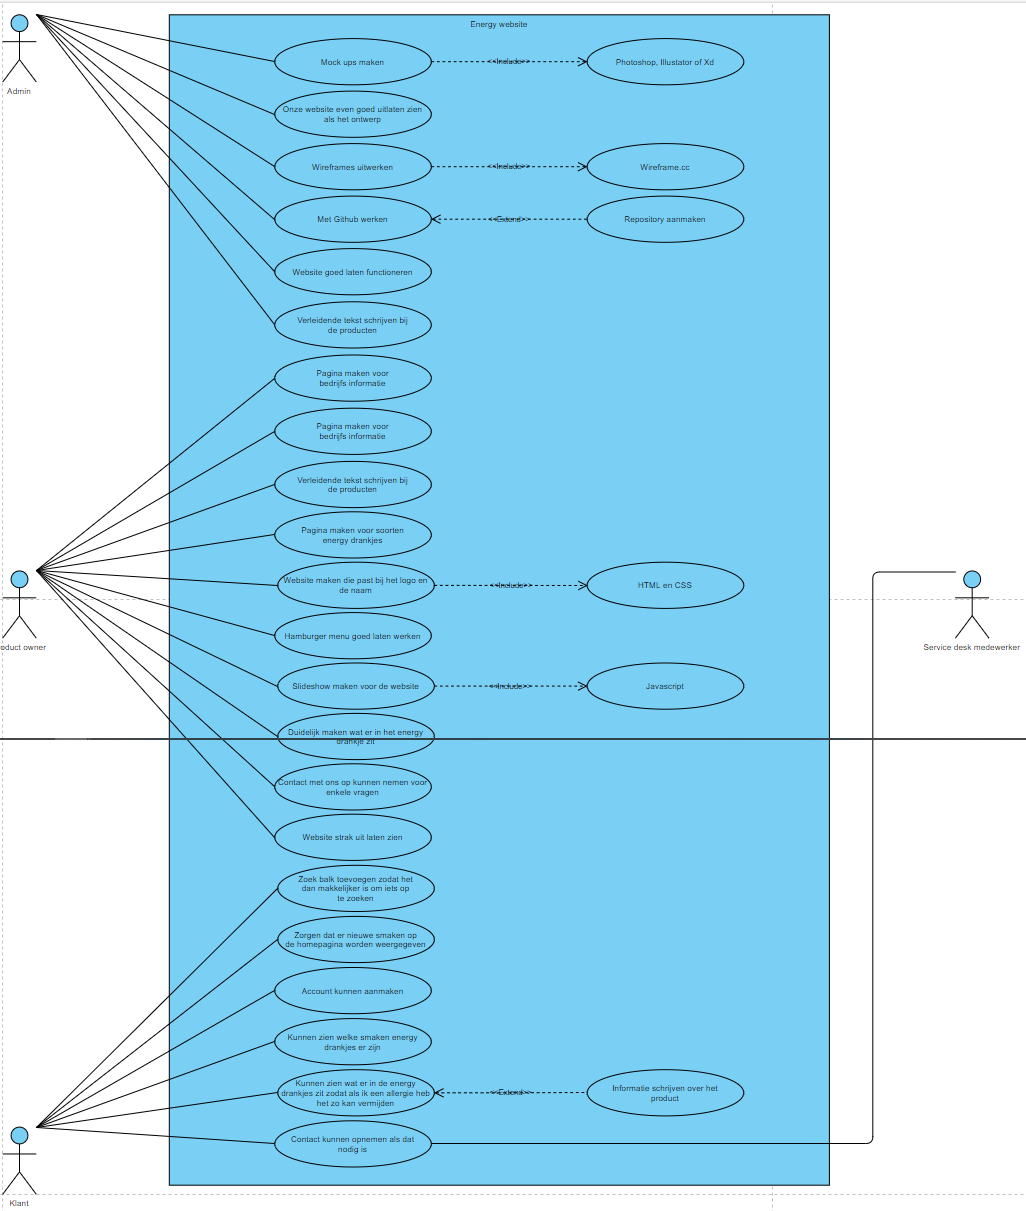 Energy website
Admin
Mock ups maken
<<Include>>
Photoshop, Illustator of Xd
Onze website even goed uitlaten zien
als het ontwerp
Wireframes uitwerken
<<Include>>
Wireframe.cc
Met Github werken
<<Extend>>
Repository aanmaken
Website goed laten functioneren
Verleidende tekst schrijven bij
de producten
Pagina maken voor
bedrijfs informatie
Pagina maken voor
bedrijfs informatie
Verleidende tekst schrijven bij
de producten
Pagina maken voor soorten
energy drankjes
Website maken die past bij het logo en
de naam
<<Include>>
HTML en CSS
oduct owner
Service desk medewerker
Hamburger menu goed laten werken
Slideshow maken voor de website
<<Include>>
Javascript
Duidelijk maken wat er in het energy
drankje zit
Contact met ons op kunnen nemen voor
enkele vragen
Website strak uit laten zien
Zoek balk toevoegen zodat het
dan makkelijker is om iets op
te zoeken
Zorgen dat er nieuwe smaken op
de homepagina worden weergegeven
Account kunnen aanmaken
Kunnen zien welke smaken energy
drankjes er zijn
Kunnen zien wat er in de energy
drankjes zit zodat als ik een allergie heb
het zo kan vermijden
<<Extend>>
Informatie schrijven over het
product
Contact kunnen opnemen als dat
nodig is
Klant